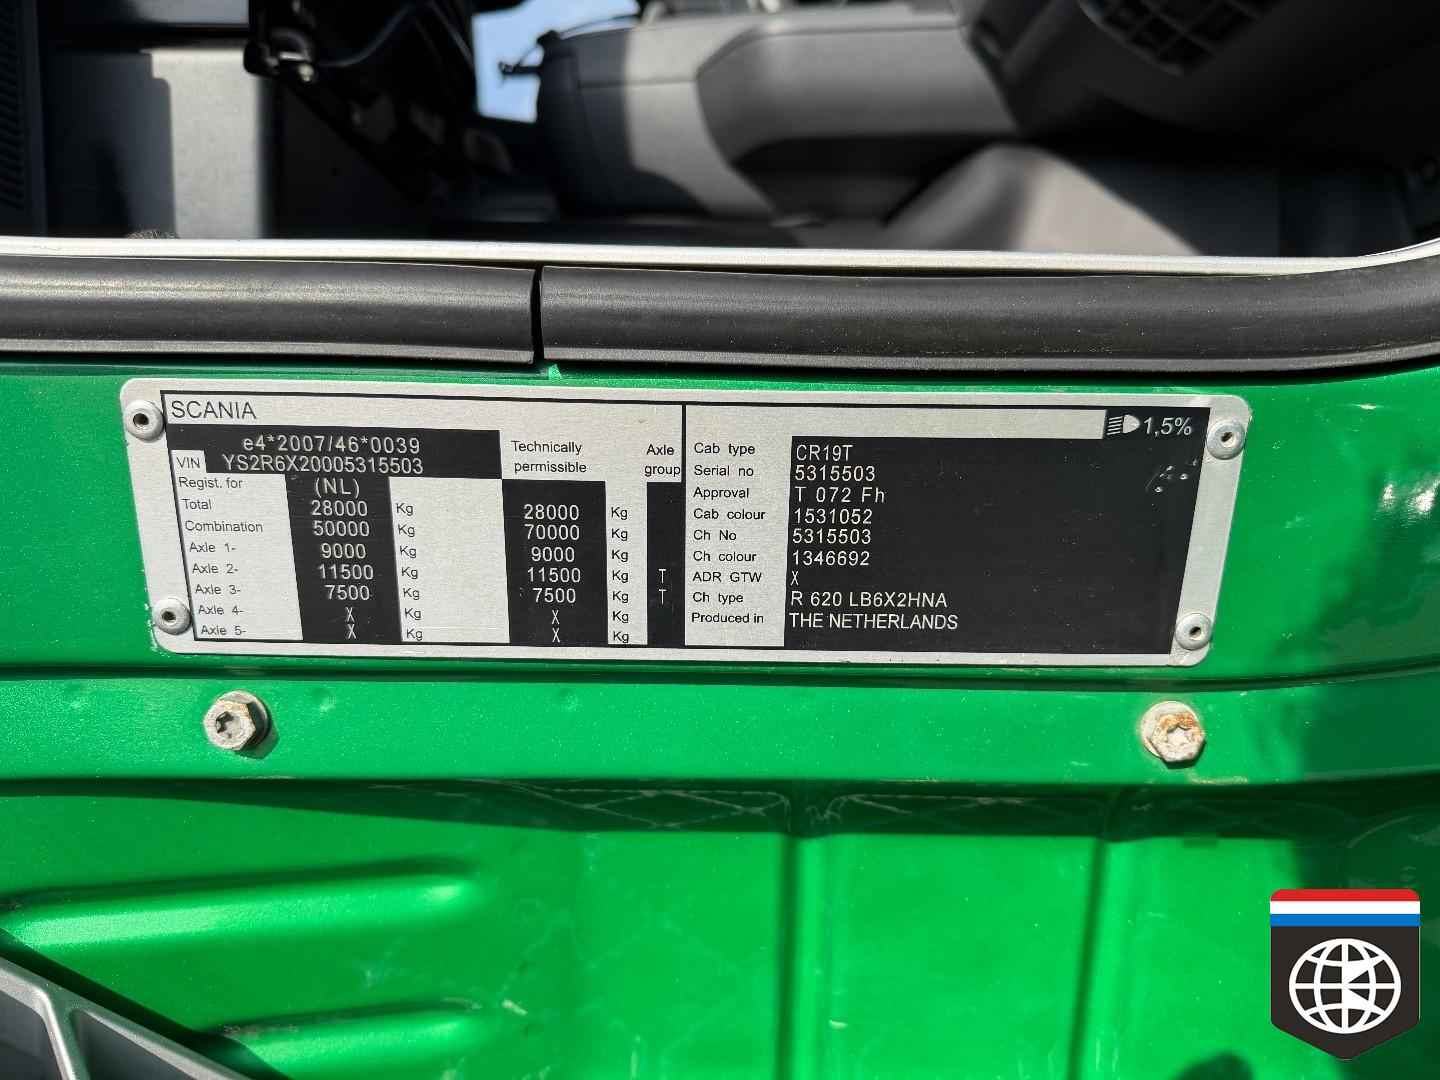 SCANIA
e4*2007/46*0039
VIN YS2R6X20005315503
Technically permissible
Axle group
Regist. for (NL)
Total 28000 Kg 28000 Kg
Combination 50000 Kg 70000 Kg
Axle 1- 9000 Kg 9000 Kg
Axle 2- 11500 Kg 11500 Kg T
Axle 3- 7500 Kg 7500 Kg T
Axle 4- X Kg X Kg
Axle 5- X Kg X Kg
1,5%
Cab type CR19T
Serial no 5315503
Approval T 072 Fh
Cab colour 1531052
Ch No 5315503
Ch colour 1346692
ADR GTW X
Ch type R 620 LB6X2HNA
Produced in THE NETHERLANDS